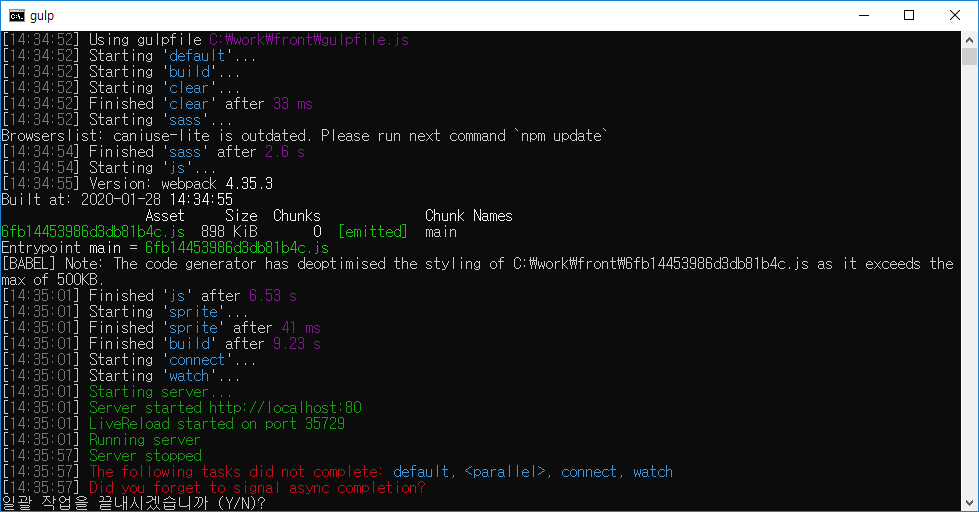 gulp
[14:34:52] Using gulpfile C:\work\front\gulpfile.js
[14:34:52] Starting 'default'...
[14:34:52] Starting 'build'...
[14:34:52] Starting 'clear'...
[14:34:52] Finished 'clear' after 33 ms
[14:34:52] Starting 'sass'...
Browserslist: caniuse-lite is outdated. Please run next command `npm update`
[14:34:54] Finished 'sass' after 2.6 s
[14:34:54] Starting 'js'...
[14:34:55] Version: webpack 4.35.3
Built at: 2020-01-28 14:34:55
Asset Size Chunks Chunk Names
6fb14453986d3db81b4c.js 898 KiB 0 [emitted] main
Entrypoint main = 6fb14453986d3db81b4c.js
[BABEL] Note: The code generator has deoptimised the styling of C:\work\front\6fb14453986d3db81b4c.js as it exceeds the
max of 500KB.
[14:35:01] Finished 'js' after 6.53 s
[14:35:01] Starting 'sprite'...
[14:35:01] Finished 'sprite' after 41 ms
[14:35:01] Finished 'build' after 9.23 s
[14:35:01] Starting 'connect'...
[14:35:01] Starting 'watch'...
[14:35:01] Starting server...
[14:35:01] Server started http://localhost:80
[14:35:01] LiveReload started on port 35729
[14:35:01] Running server
[14:35:57] Server stopped
[14:35:57] The following tasks did not complete: default, <parallel>, connect, watch
[14:35:57] Did you forget to signal async completion?
일괄 작업을 끝내시겠습니까 (Y/N)?